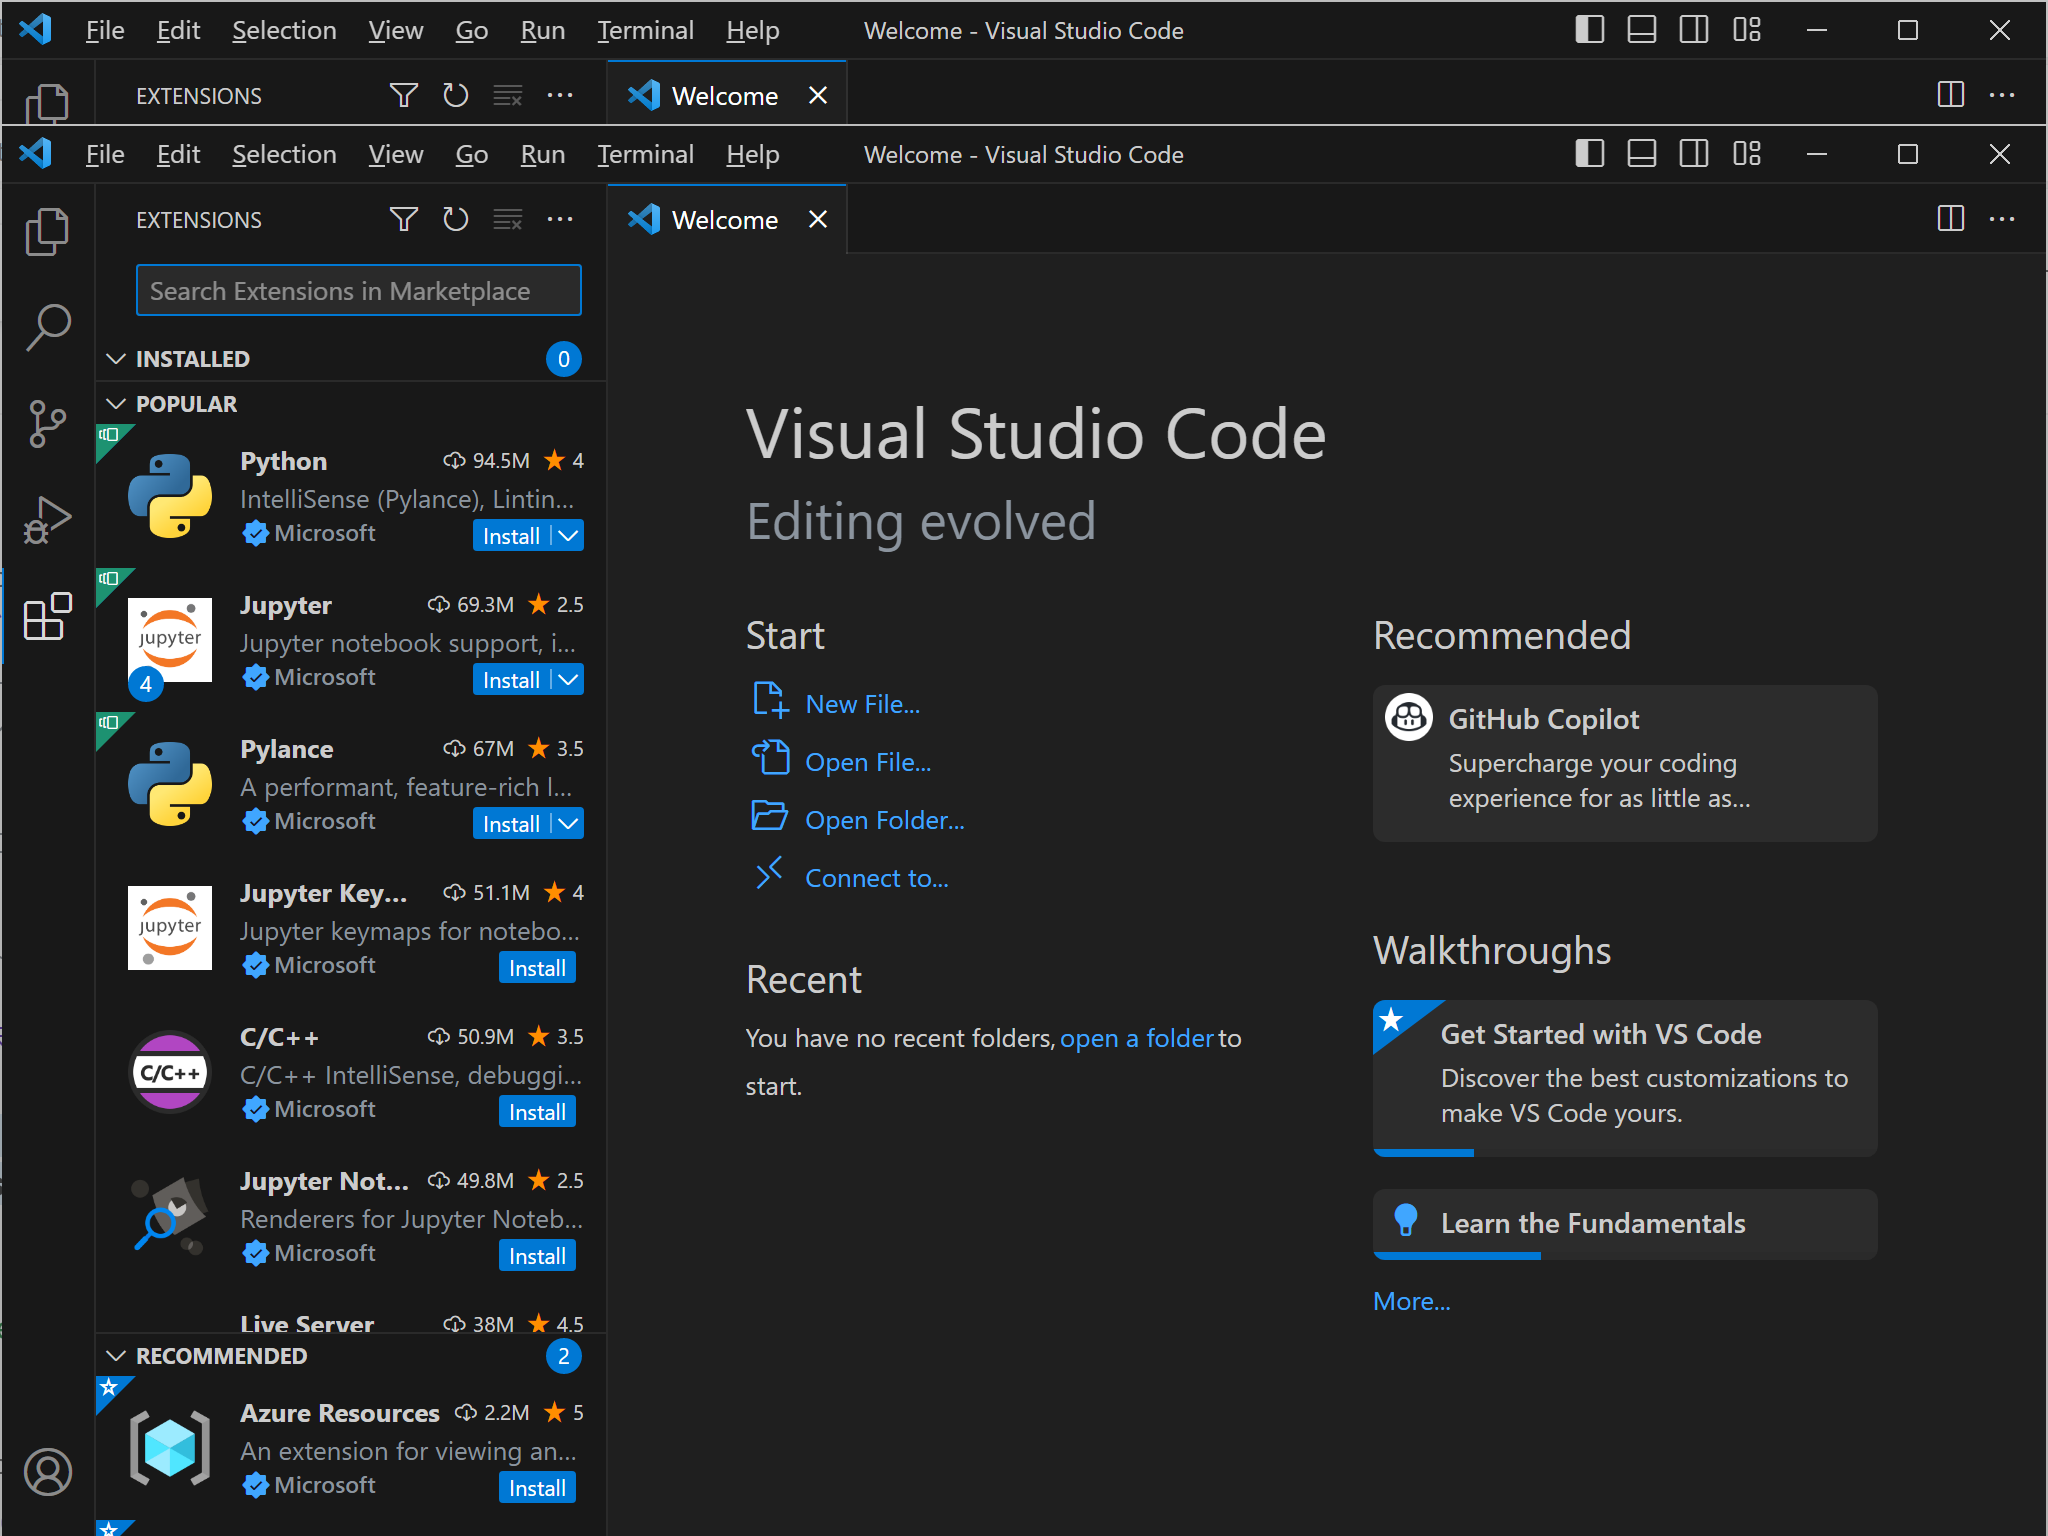 File Edit Selection View Go Run Terminal Help Welcome - Visual Studio Code
EXTENSIONS Welcome
File Edit Selection View Go Run Terminal Help Welcome - Visual Studio Code
EXTENSIONS Welcome
Search Extensions in Marketplace
INSTALLED 0
POPULAR
Python 94.5M 4
IntelliSense (Pylance), Lintin...
Microsoft Install
Jupyter 69.3M 2.5
Jupyter notebook support, i...
Microsoft Install
jupyter
4
Pylance 67M 3.5
A performant, feature-rich l...
Microsoft Install
Jupyter Key... 51.1M 4
Jupyter keymaps for notebo...
Microsoft Install
jupyter
C/C++ 50.9M 3.5
C/C++ IntelliSense, debuggi...
Microsoft Install
C/C++
Jupyter Not... 49.8M 2.5
Renderers for Jupyter Noteb...
Microsoft Install
Live Server 38M 4.5
RECOMMENDED 2
Azure Resources 2.2M 5
An extension for viewing an...
Microsoft Install
Visual Studio Code
Editing evolved
Start
New File...
Open File...
Open Folder...
Connect to...
Recent
You have no recent folders, open a folder to
start.
Recommended
GitHub Copilot
Supercharge your coding
experience for as little as...
Walkthroughs
Get Started with VS Code
Discover the best customizations to
make VS Code yours.
Learn the Fundamentals
More...